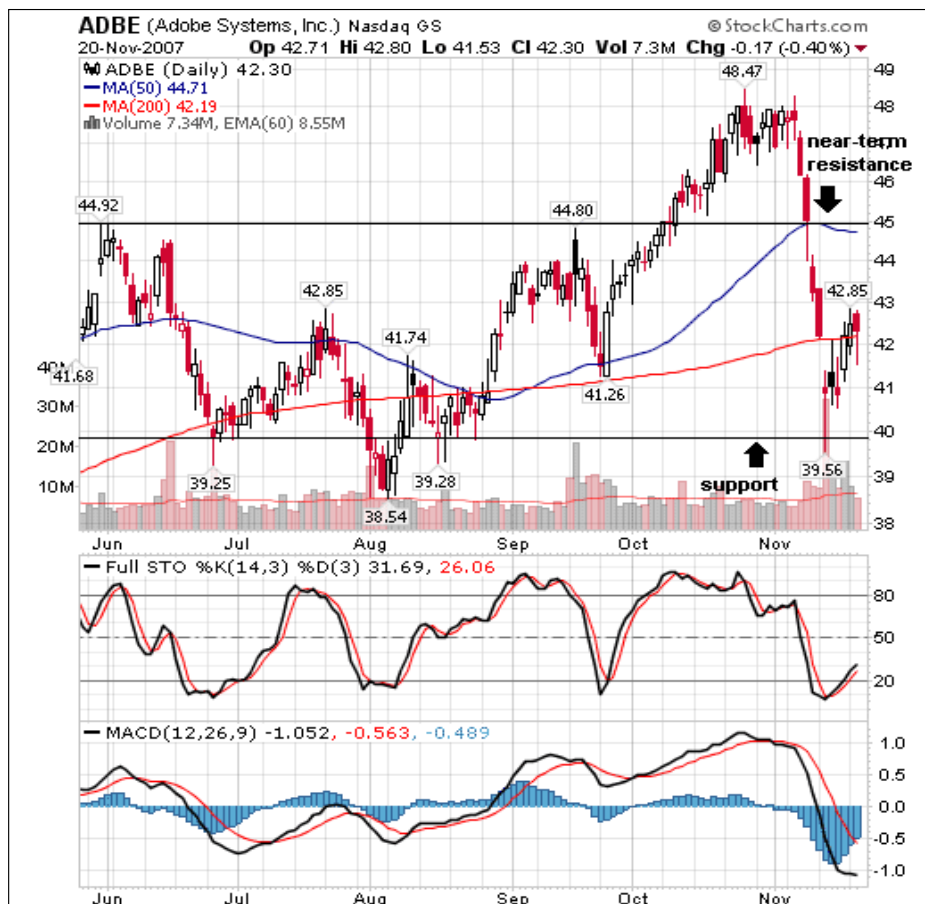 ADBE (Adobe Systems, Inc.) Nasdaq GS © StockCharts.com
20-Nov-2007 Op 42.71 Hi 42.80 Lo 41.53 Cl 42.30 Vol 7.3M Chg -0.17 (-0.40%)
ADBE (Daily) 42.30
MA(50) 44.71
MA(200) 42.19
Volume 7.34M, EMA(60) 8.55M
48.47
49
48
near-term
47
resistance
46
44.92
44.80
45
44
42.85
42.85
43
41.74
42
40M
41.68
41.26
41
30M
40
20M
39.25
39.28
39.56
39
10M
support
38.54
38
Jun Jul Aug Sep Oct Nov
Full STO %K(14,3) %D(3) 31.69, 26.06
80
50
20
MACD(12,26,9) -1.052, -0.563, -0.489
1.0
0.5
0.0
-0.5
-1.0
Jun Jul Aug Sep Oct Nov